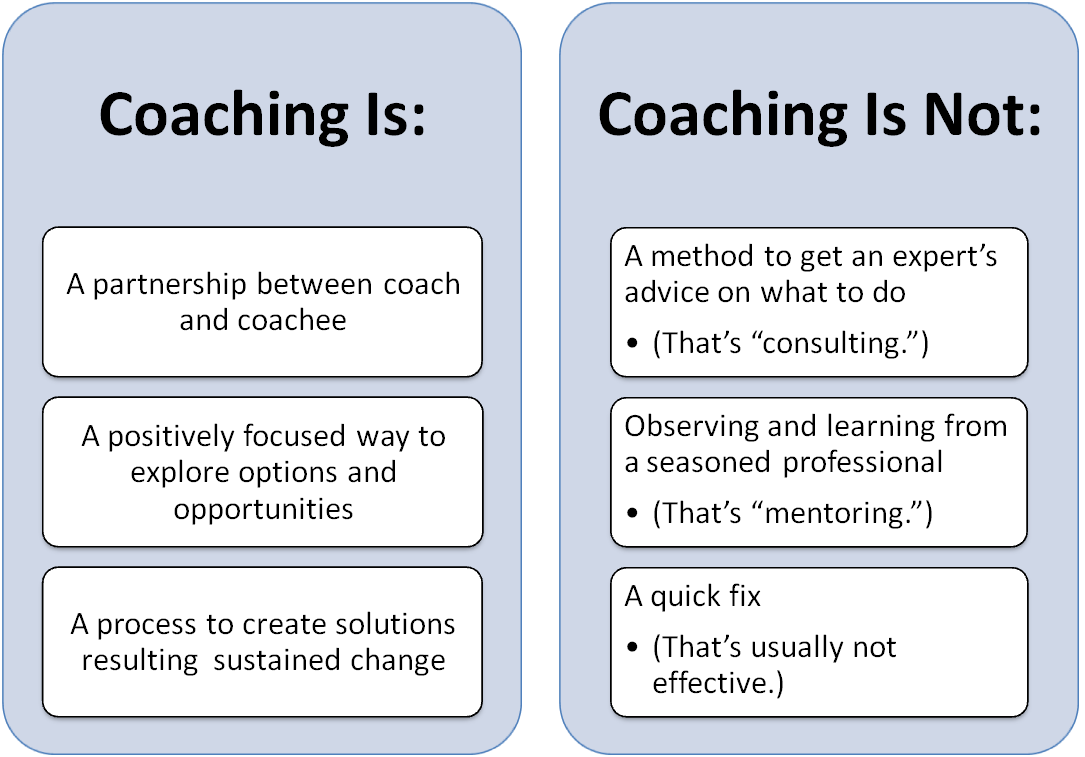 Coaching Is:
A partnership between coach
and coachee
A positively focused way to
explore options and
opportunities
A process to create solutions
resulting sustained change
Coaching Is Not:
A method to get an expert’s
advice on what to do
• (That’s “consulting.”)
Observing and learning from
a seasoned professional
• (That’s “mentoring.”)
A quick fix
• (That’s usually not
effective.)